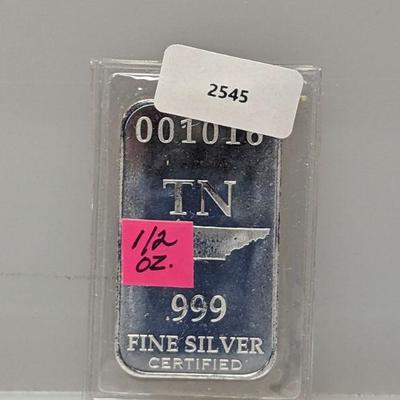 2545
001016
TN
1/2
OZ.
.999
FINE SILVER
CERTIFIED